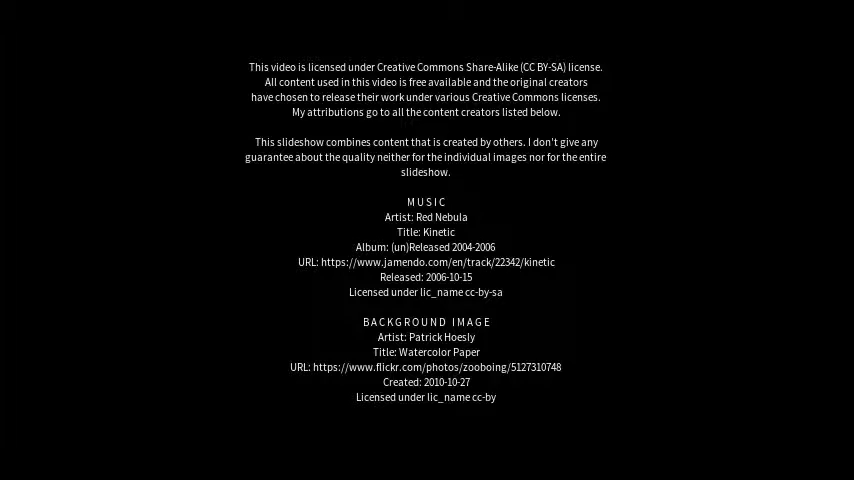 This video is licensed under Creative Commons Share-Alike (CC BY-SA) license.
All content used in this video is free available and the original creators
have chosen to release their work under various Creative Commons licenses.
My attributions go to all the content creators listed below.
This slideshow combines content that is created by others. I don't give any
guarantee about the quality neither for the individual images nor for the entire
slideshow.
MUSIC
Artist: Red Nebula
Title: Kinetic
Album: (un)Released 2004-2006
URL: https://www.jamendo.com/en/track/22342/kinetic
Released: 2006-10-15
Licensed under lic_name cc-by-sa
BACKGROUND IMAGE
Artist: Patrick Hoesly
Title: Watercolor Paper
URL: https://www.flickr.com/photos/zooboing/5127310748
Created: 2010-10-27
Licensed under lic_name cc-by